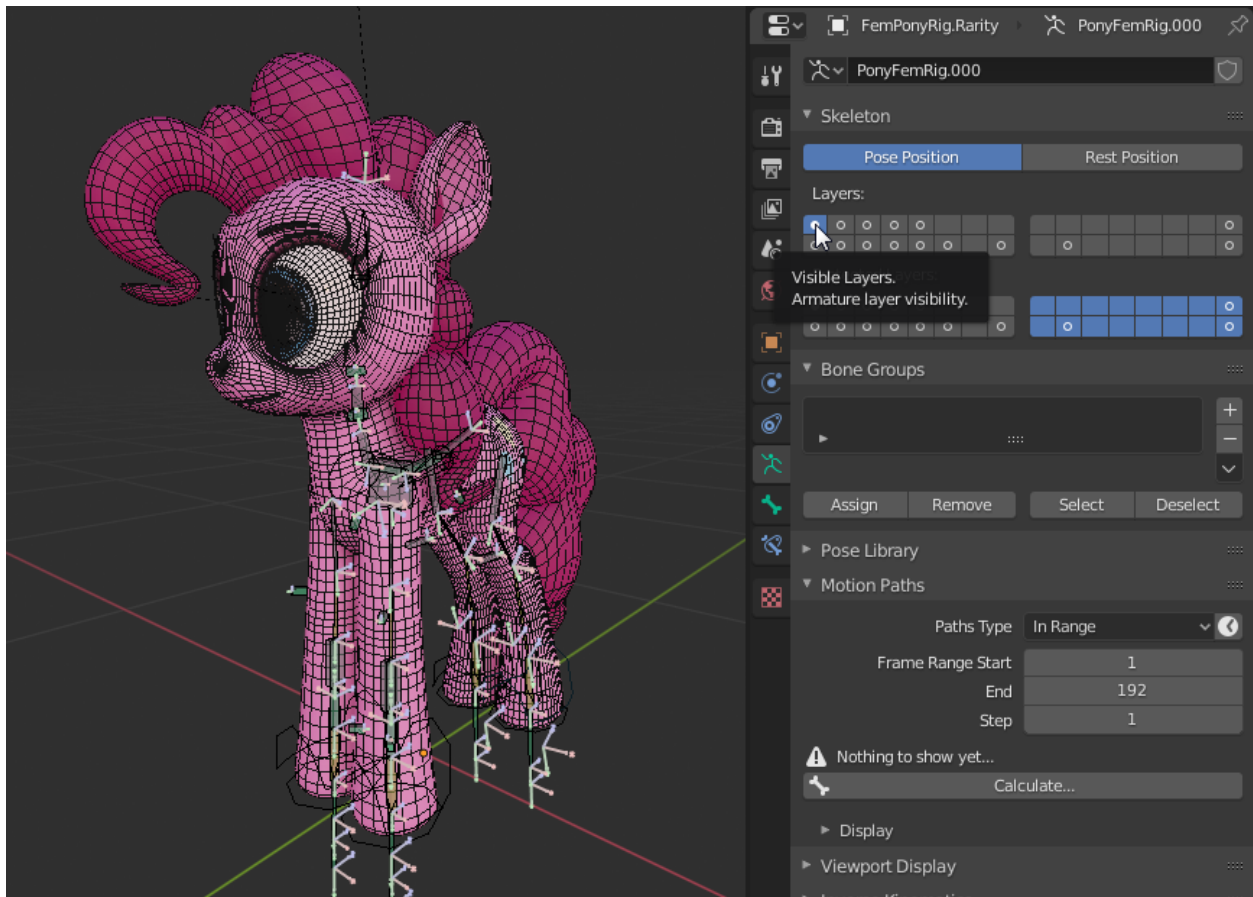 FemPonyRig.Rarity
PonyFemRig.000
PonyFemRig.000
Skeleton
Pose Position
Rest Position
Layers:
Visible Layers.
Armature layer visibility.
Bone Groups
Assign
Remove
Select
Deselect
Pose Library
Motion Paths
Paths Type
In Range
Frame Range Start
1
End
192
Step
1
Nothing to show yet...
Calculate...
Display
Viewport Display